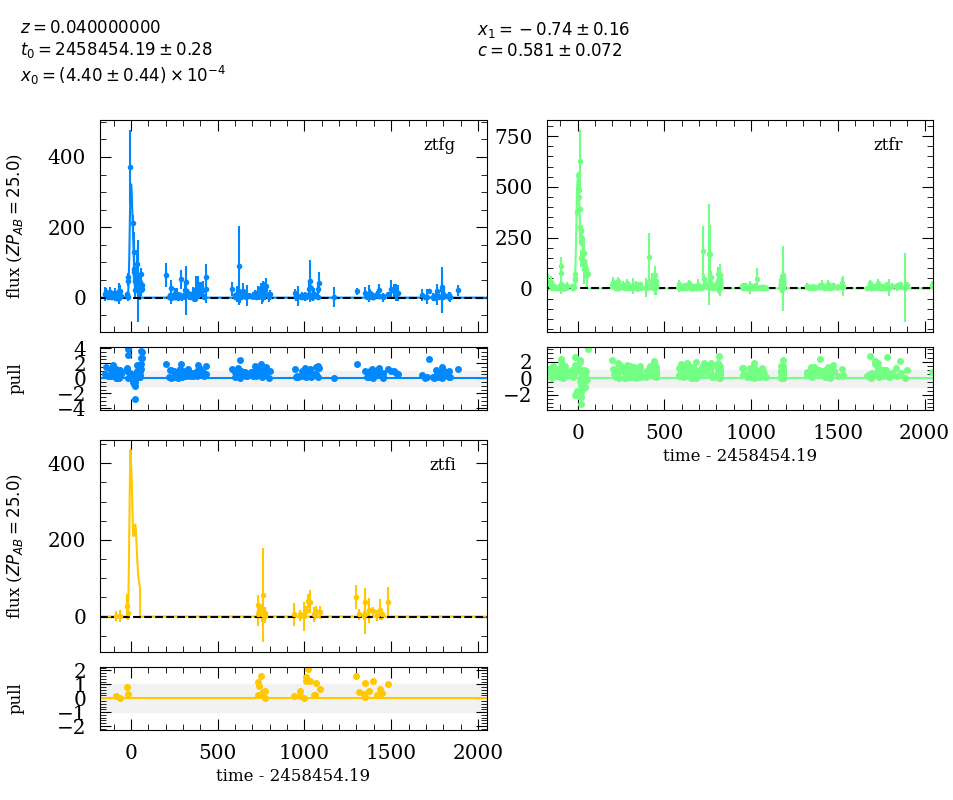 z = 0.040000000
t0 = 2458454.19 ± 0.28
x0 = (4.40 ± 0.44) × 10^−4
x1 = −0.74 ± 0.16
c = 0.581 ± 0.072
ztfg
400
200
0
flux (ZP_AB = 25.0)
4
2
0
−2
−4
pull
ztfr
750
500
250
0
2
0
−2
0 500 1000 1500 2000
time - 2458454.19
ztfi
400
200
0
flux (ZP_AB = 25.0)
2
1
0
−1
−2
pull
0 500 1000 1500 2000
time - 2458454.19